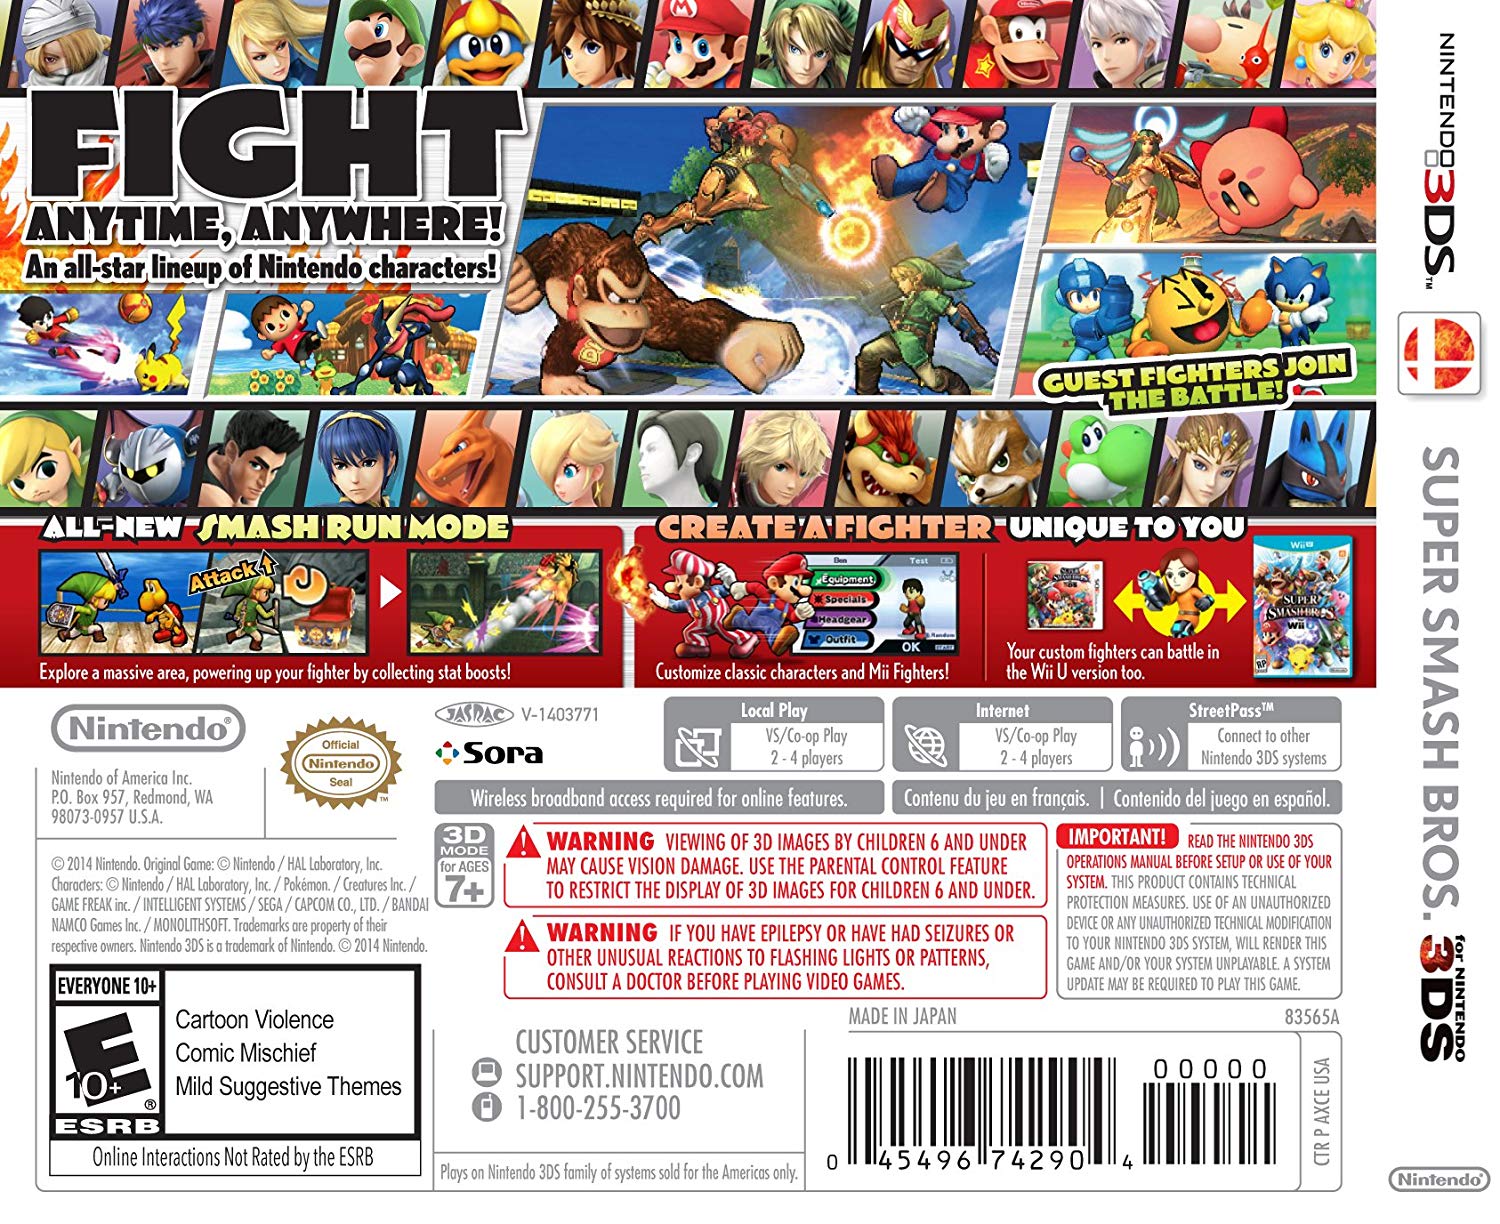 FIGHT
ANYTIME, ANYWHERE!
An all-star lineup of Nintendo characters!
GUEST FIGHTERS JOIN
THE BATTLE!
ALL-NEW SMASH RUN MODE
Attack
Explore a massive area, powering up your fighter by collecting stat boosts!
CREATE A FIGHTER UNIQUE TO YOU
Ben
Test
Equipment
Specials
Headgear
Outfit
Random
OK
START
Customize classic characters and Mii Fighters!
SUPER
SMASH BROS.
3DS
Wii U
SUPER
SMASH BROS.
Wii U
RP
Your custom fighters can battle in
the Wii U version too.
Nintendo®
Nintendo of America Inc.
P.O. Box 957, Redmond, WA
98073-0957 U.S.A.
Official
Nintendo
Seal
TM
JASRAC V-1403771
Sora
Local Play
VS/Co-op Play
2 - 4 players
Internet
VS/Co-op Play
2 - 4 players
StreetPass™
Connect to other
Nintendo 3DS systems
Wireless broadband access required for online features.
Contenu du jeu en français. | Contenido del juego en español.
© 2014 Nintendo. Original Game: © Nintendo / HAL Laboratory, Inc.
Characters: © Nintendo / HAL Laboratory, Inc. / Pokémon. / Creatures Inc. /
GAME FREAK inc. / INTELLIGENT SYSTEMS / SEGA / CAPCOM CO., LTD. / BANDAI
NAMCO Games Inc. / MONOLITHSOFT. Trademarks are property of their
respective owners. Nintendo 3DS is a trademark of Nintendo. © 2014 Nintendo.
3D
MODE
for AGES
7+
WARNING VIEWING OF 3D IMAGES BY CHILDREN 6 AND UNDER
MAY CAUSE VISION DAMAGE. USE THE PARENTAL CONTROL FEATURE
TO RESTRICT THE DISPLAY OF 3D IMAGES FOR CHILDREN 6 AND UNDER.
WARNING IF YOU HAVE EPILEPSY OR HAVE HAD SEIZURES OR
OTHER UNUSUAL REACTIONS TO FLASHING LIGHTS OR PATTERNS,
CONSULT A DOCTOR BEFORE PLAYING VIDEO GAMES.
IMPORTANT! READ THE NINTENDO 3DS
OPERATIONS MANUAL BEFORE SETUP OR USE OF YOUR
SYSTEM. THIS PRODUCT CONTAINS TECHNICAL
PROTECTION MEASURES. USE OF AN UNAUTHORIZED
DEVICE OR ANY UNAUTHORIZED TECHNICAL MODIFICATION
TO YOUR NINTENDO 3DS SYSTEM, WILL RENDER THIS
GAME AND/OR YOUR SYSTEM UNPLAYABLE. A SYSTEM
UPDATE MAY BE REQUIRED TO PLAY THIS GAME.
EVERYONE 10+
E
10+
®
ESRB
Cartoon Violence
Comic Mischief
Mild Suggestive Themes
Online Interactions Not Rated by the ESRB
CUSTOMER SERVICE
SUPPORT.NINTENDO.COM
1-800-255-3700
Plays on Nintendo 3DS family of systems sold for the Americas only.
MADE IN JAPAN
83565A
0 45496 74290 4
00000
CTR P AXCE USA
NINTENDO3DS™
SUPER SMASH BROS.
for NINTENDO
3DS
Nintendo®